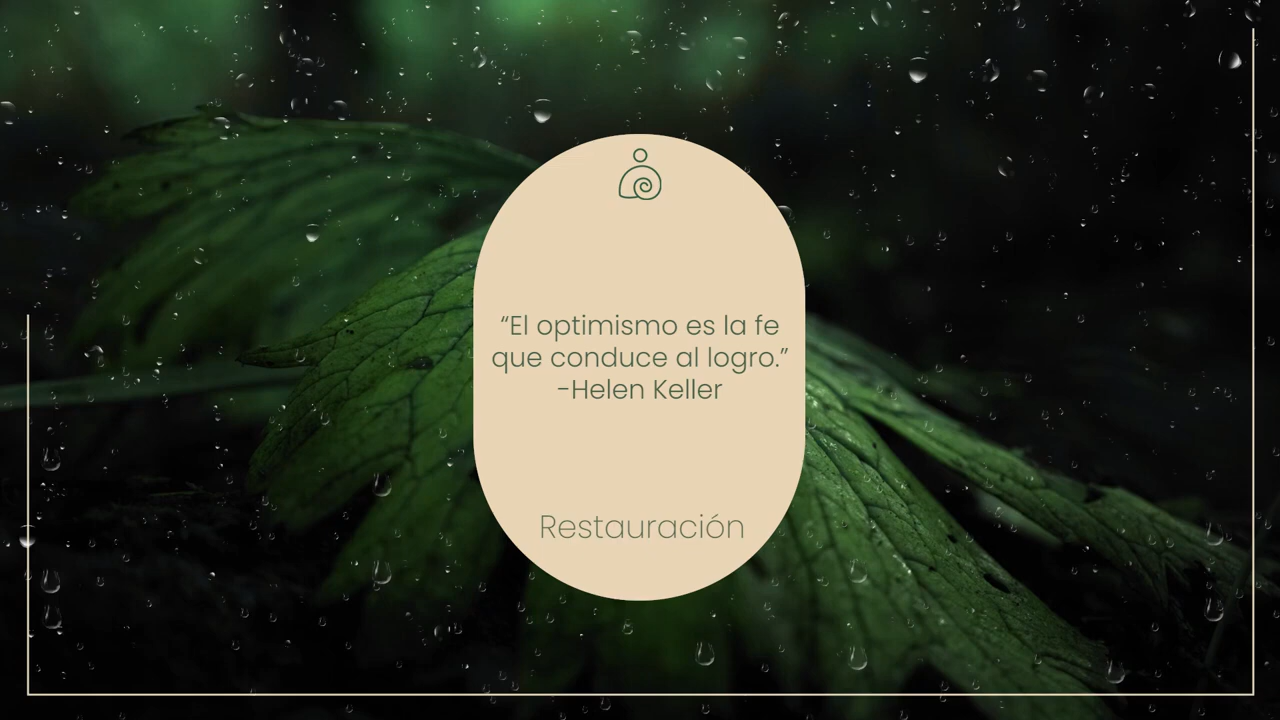 “El optimismo es la fe
que conduce al logro.”
-Helen Keller
Restauración